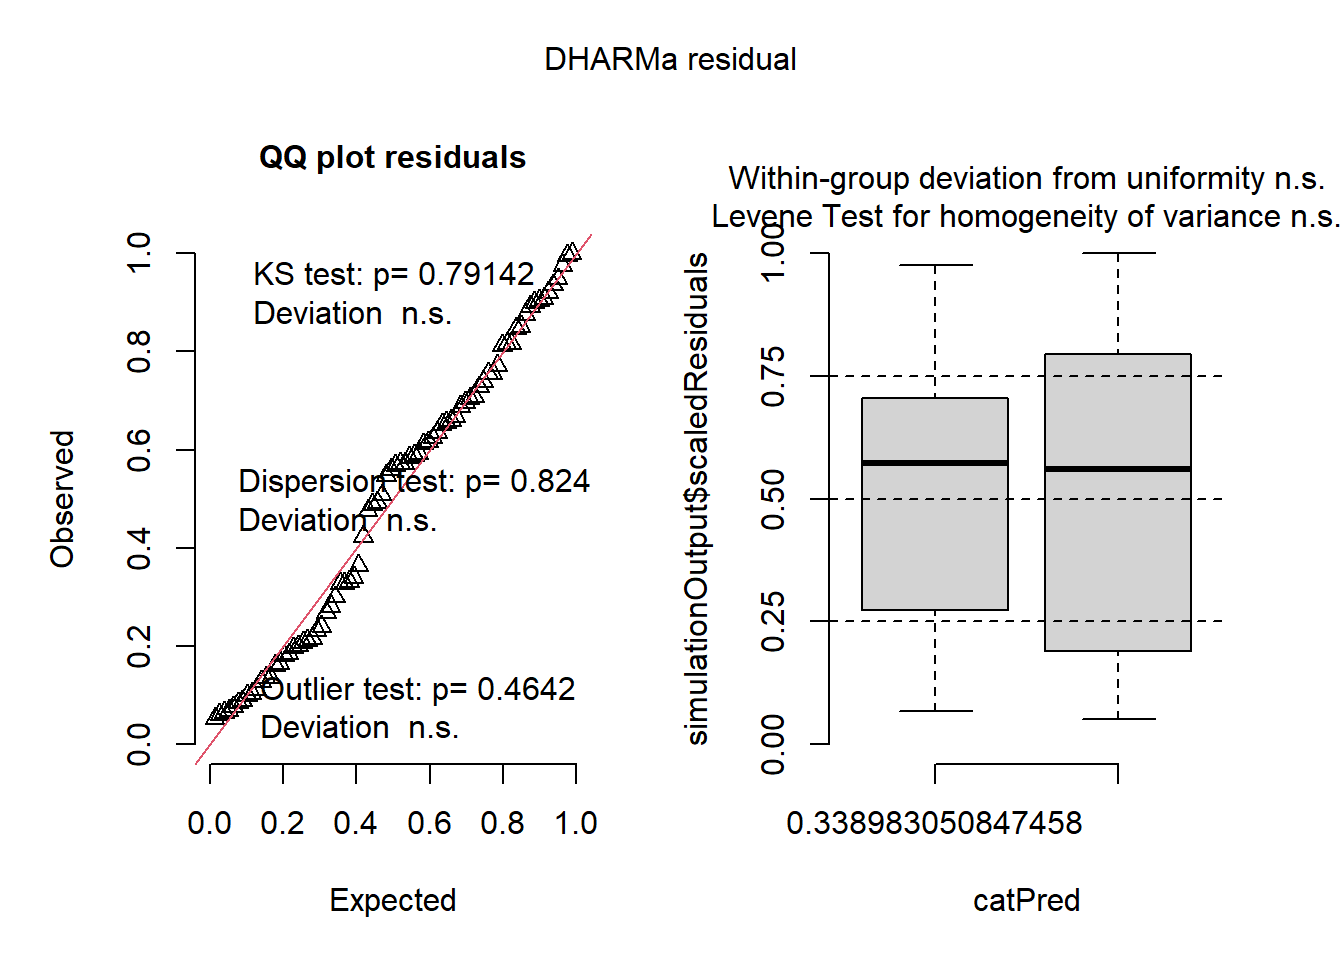 DHARMa residual
QQ plot residuals
KS test: p= 0.79142
Deviation  n.s.
Dispersion test: p= 0.824
Deviation  n.s.
Outlier test: p= 0.4642
Deviation  n.s.
Observed
0.0
0.2
0.4
0.6
0.8
1.0
0.0 0.2 0.4 0.6 0.8 1.0
Expected
Within-group deviation from uniformity n.s.
Levene Test for homogeneity of variance n.s.
simulationOutput$scaledResiduals
0.00
0.25
0.50
0.75
1.00
0.338983050847458
catPred